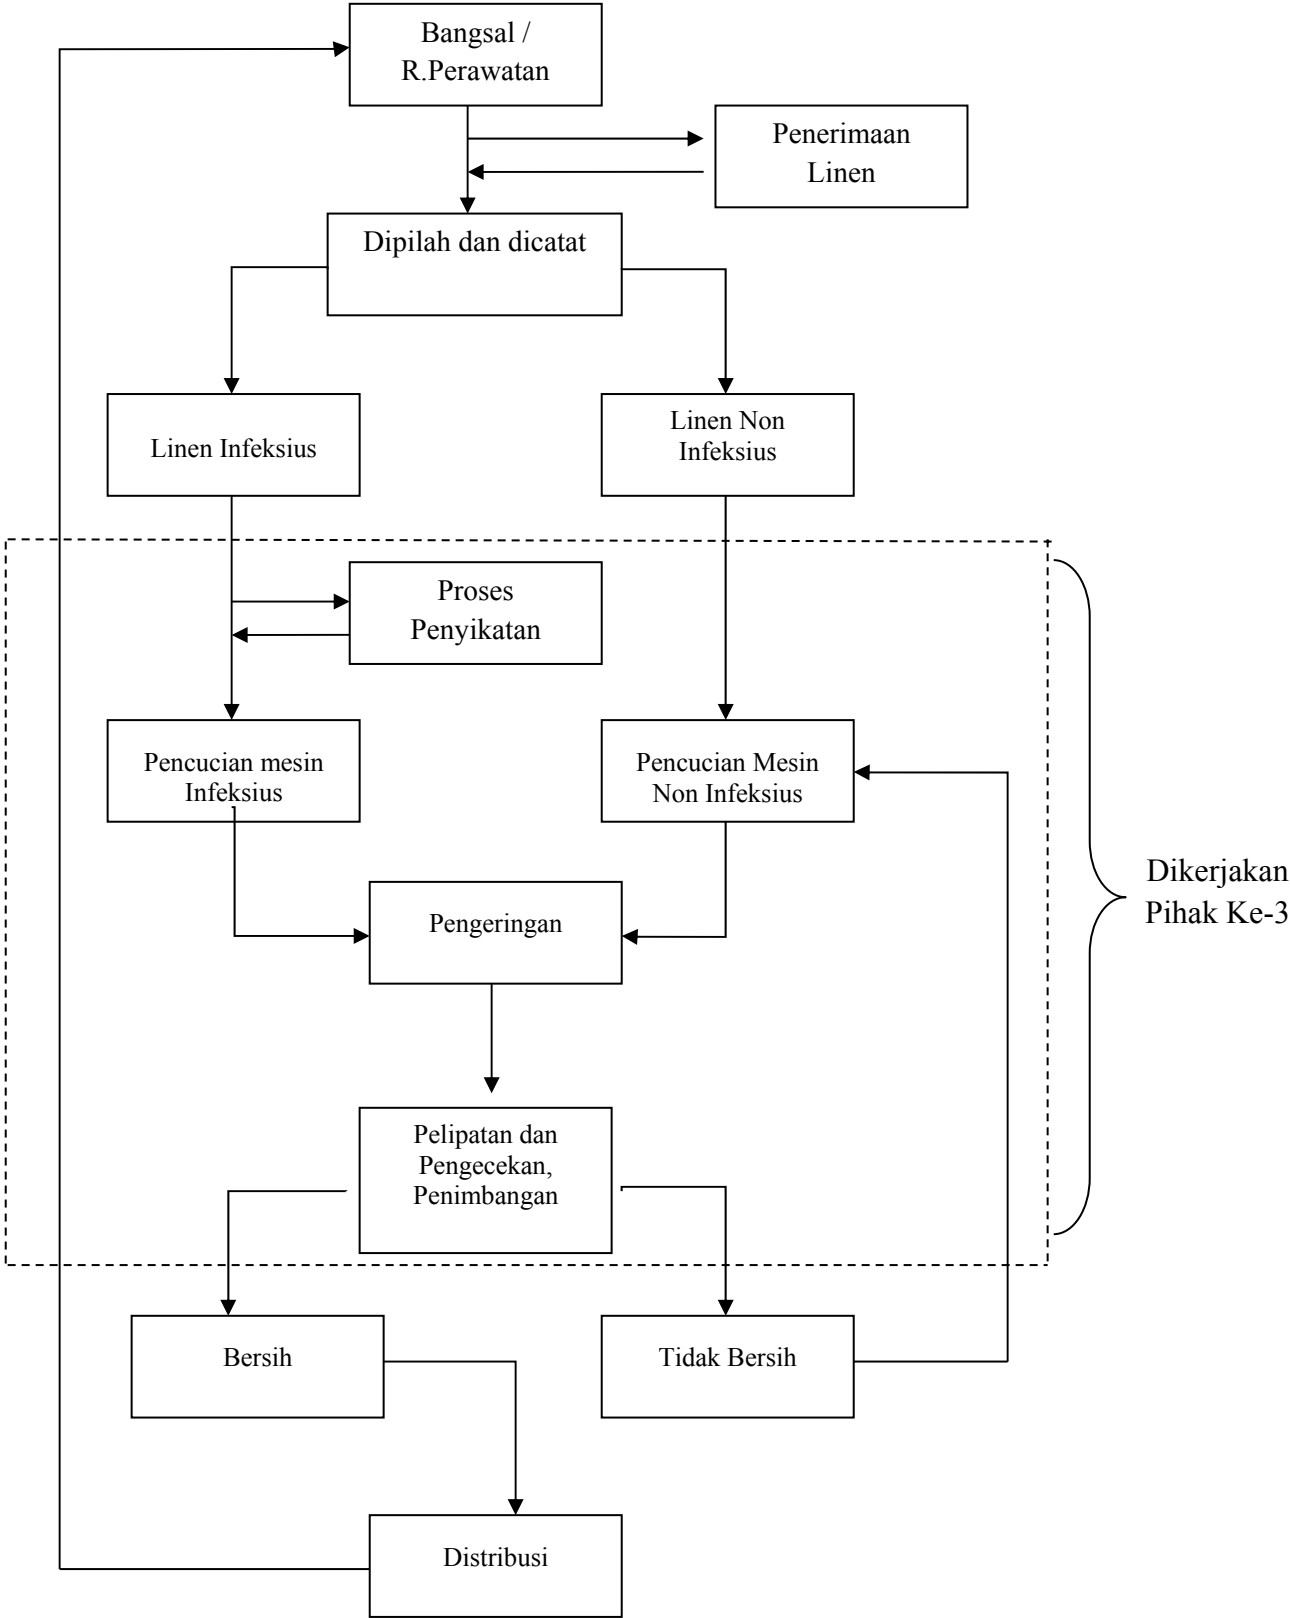 Bangsal /
R.Perawatan
Penerimaan
Linen
Dipilah dan dicatat
Linen Infeksius
Linen Non
Infeksius
Proses
Penyikatan
Pencucian mesin
Infeksius
Pencucian Mesin
Non Infeksius
Dikerjakan
Pihak Ke-3
Pengeringan
Pelipatan dan
Pengecekan,
Penimbangan
Bersih
Tidak Bersih
Distribusi